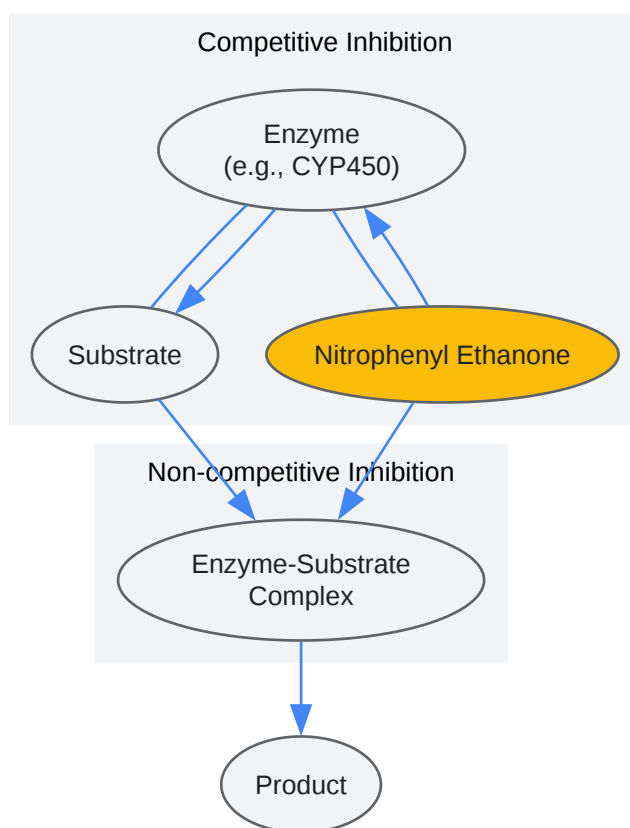 Competitive Inhibition
Enzyme
(e.g., CYP450)
Substrate
Nitrophenyl Ethanone
Non-competitive Inhibition
Enzyme-Substrate
Complex
Product